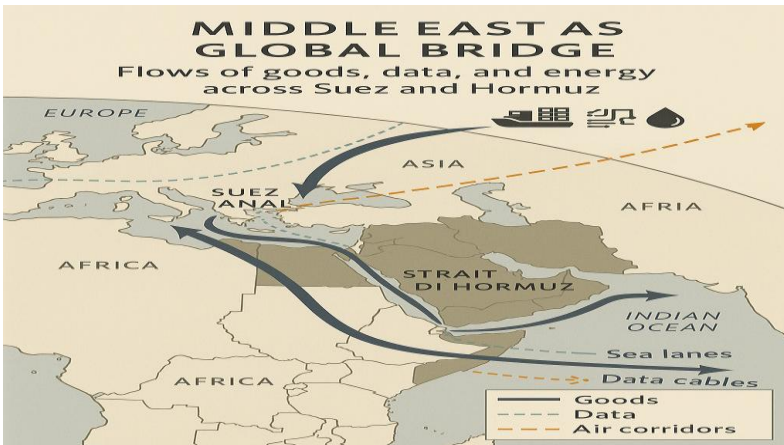 MIDDLE EAST AS
GLOBAL BRIDGE
Flows of goods, data, and energy
across Suez and Hormuz
EUROPE
ASIA
SUEZ
ANAL
AFRIA
AFRICA
STRAIT
DI HORMUZ
INDIAN
OCEAN
Sea lanes
AFRICA
Data cables
Goods
Data
Air corridors